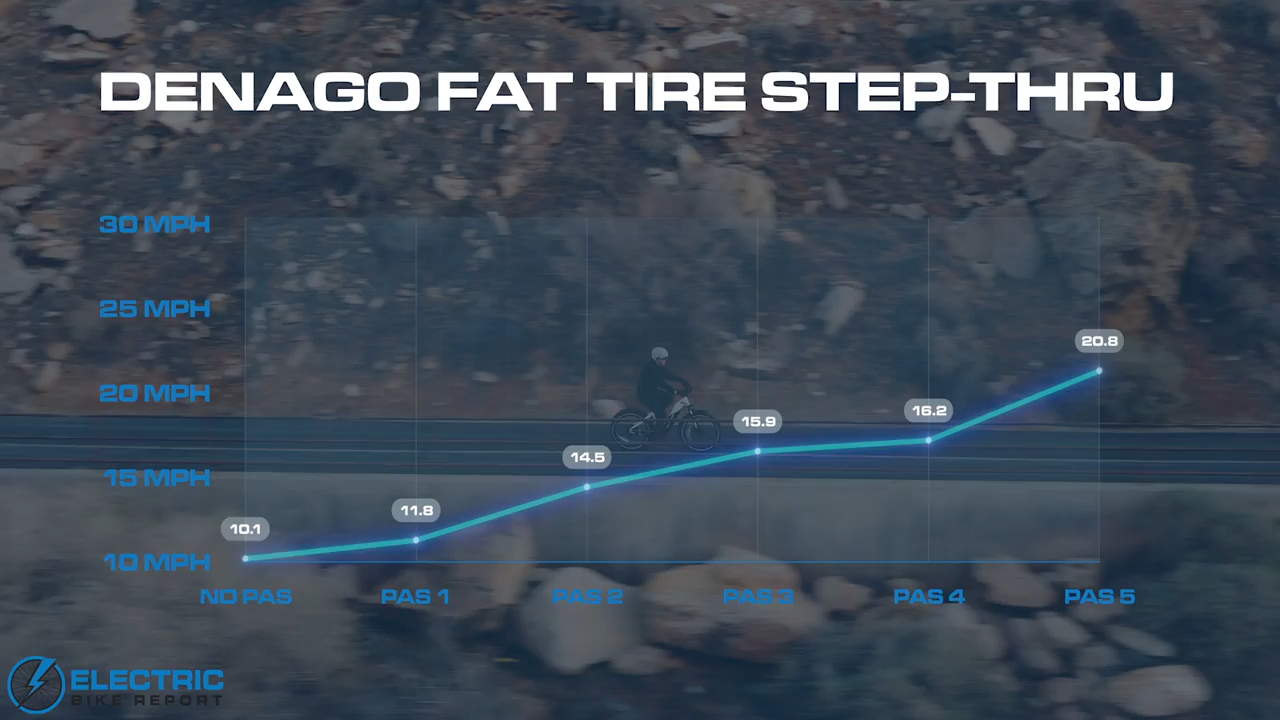 DENAGO FAT TIRE STEP-THRU
30 MPH
25 MPH
20 MPH
15 MPH
10 MPH
10.1
11.8
14.5
15.9
16.2
20.8
NO PAS
PAS 1
PAS 2
PAS 3
PAS 4
PAS 5
ELECTRIC
BIKE REPORT